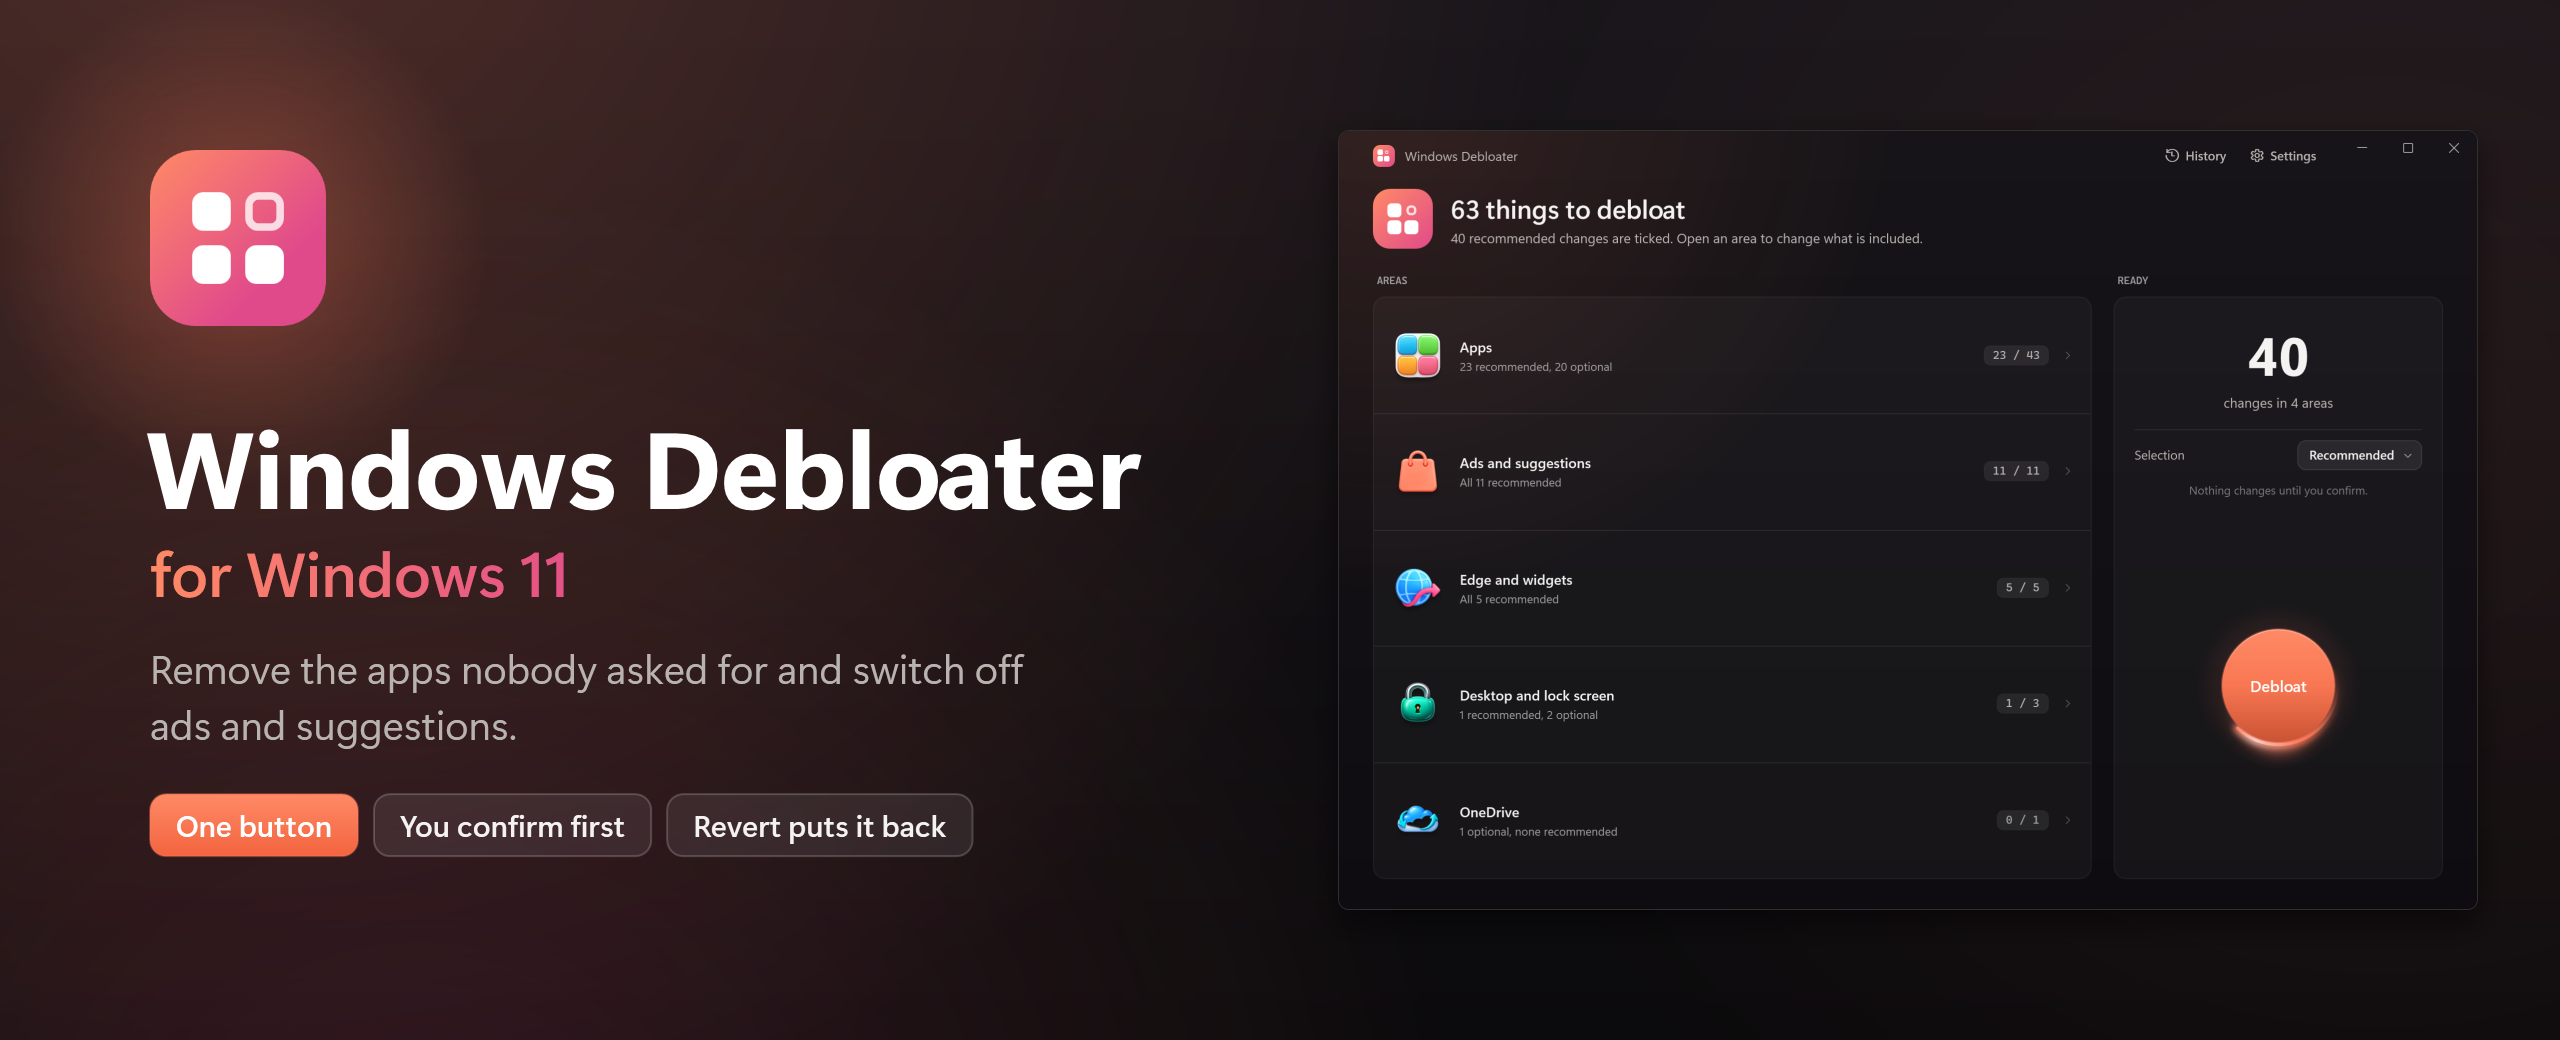 Windows Debloater
for Windows 11
Remove the apps nobody asked for and switch off
ads and suggestions.
One button
You confirm first
Revert puts it back
Windows Debloater
History
Settings
63 things to debloat
40 recommended changes are ticked. Open an area to change what is included.
AREAS
Apps
23 recommended, 20 optional
23 / 43
Ads and suggestions
All 11 recommended
11 / 11
Edge and widgets
All 5 recommended
5 / 5
Desktop and lock screen
1 recommended, 2 optional
1 / 3
OneDrive
1 optional, none recommended
0 / 1
READY
40
changes in 4 areas
Selection
Recommended
Nothing changes until you confirm.
Debloat